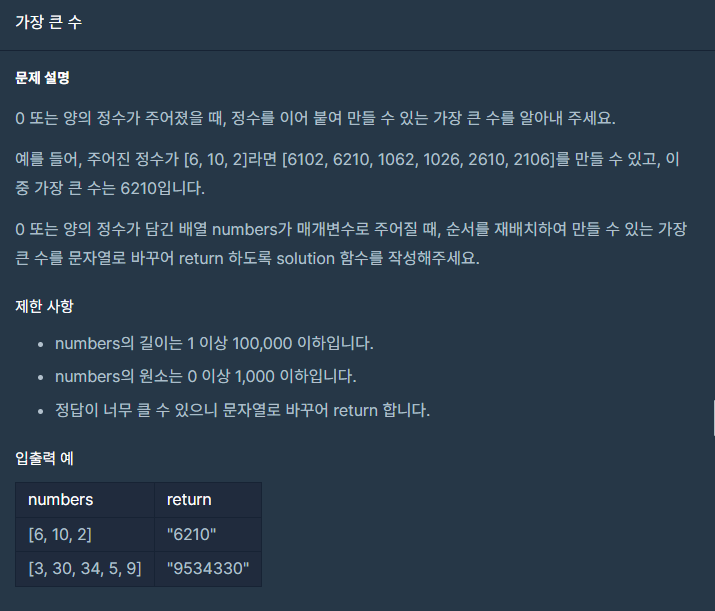 가장 큰 수
문제 설명
0 또는 양의 정수가 주어졌을 때, 정수를 이어 붙여 만들 수 있는 가장 큰 수를 알아내 주세요.
예를 들어, 주어진 정수가 [6, 10, 2]라면 [6102, 6210, 1062, 1026, 2610, 2106]를 만들 수 있고, 이
중 가장 큰 수는 6210입니다.
0 또는 양의 정수가 담긴 배열 numbers가 매개변수로 주어질 때, 순서를 재배치하여 만들 수 있는 가장
큰 수를 문자열로 바꾸어 return 하도록 solution 함수를 작성해주세요.
제한 사항
• numbers의 길이는 1 이상 100,000 이하입니다.
• numbers의 원소는 0 이상 1,000 이하입니다.
• 정답이 너무 클 수 있으니 문자열로 바꾸어 return 합니다.
입출력 예
numbers return
[6, 10, 2] "6210"
[3, 30, 34, 5, 9] "9534330"